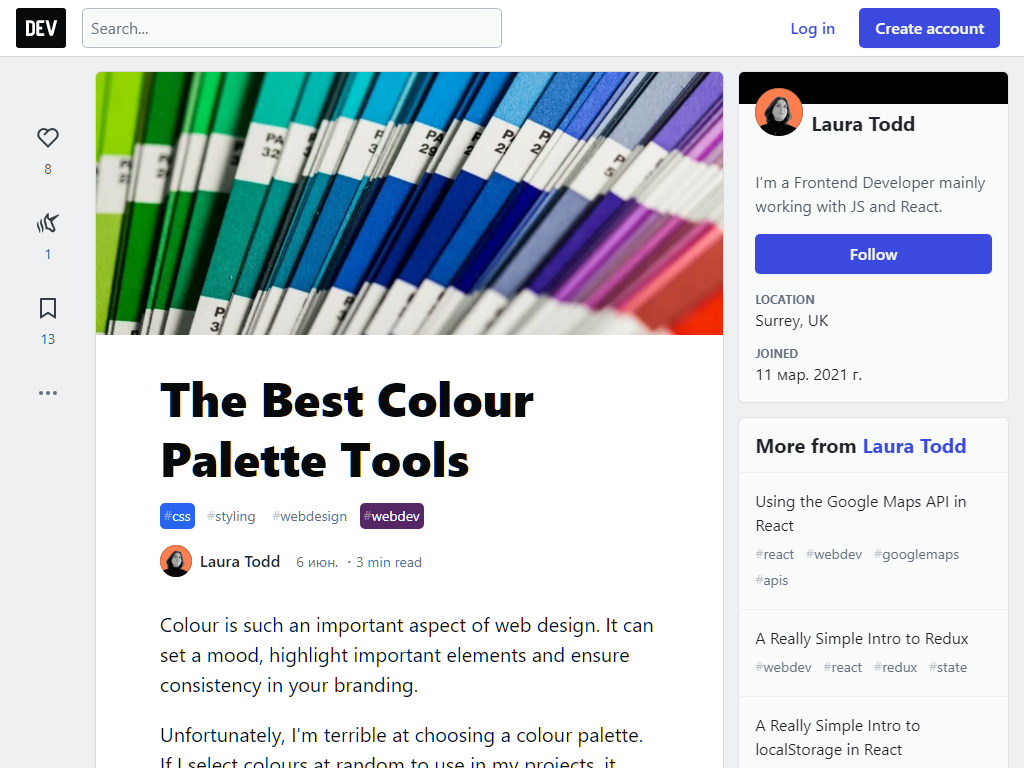 DEV
Search...
Log in
Create account
8
1
13
PA
32
PA
29
Laura Todd
I'm a Frontend Developer mainly
working with JS and React.
Follow
LOCATION
Surrey, UK
JOINED
11 мар. 2021 г.
The Best Colour
Palette Tools
#css #styling #webdesign #webdev
Laura Todd 6 июн. · 3 min read
Colour is such an important aspect of web design. It can
set a mood, highlight important elements and ensure
consistency in your branding.
Unfortunately, I'm terrible at choosing a colour palette.
If I select colours at random to use in my projects, it
More from Laura Todd
Using the Google Maps API in
React
#react #webdev #googlemaps
#apis
A Really Simple Intro to Redux
#webdev #react #redux #state
A Really Simple Intro to
localStorage in React